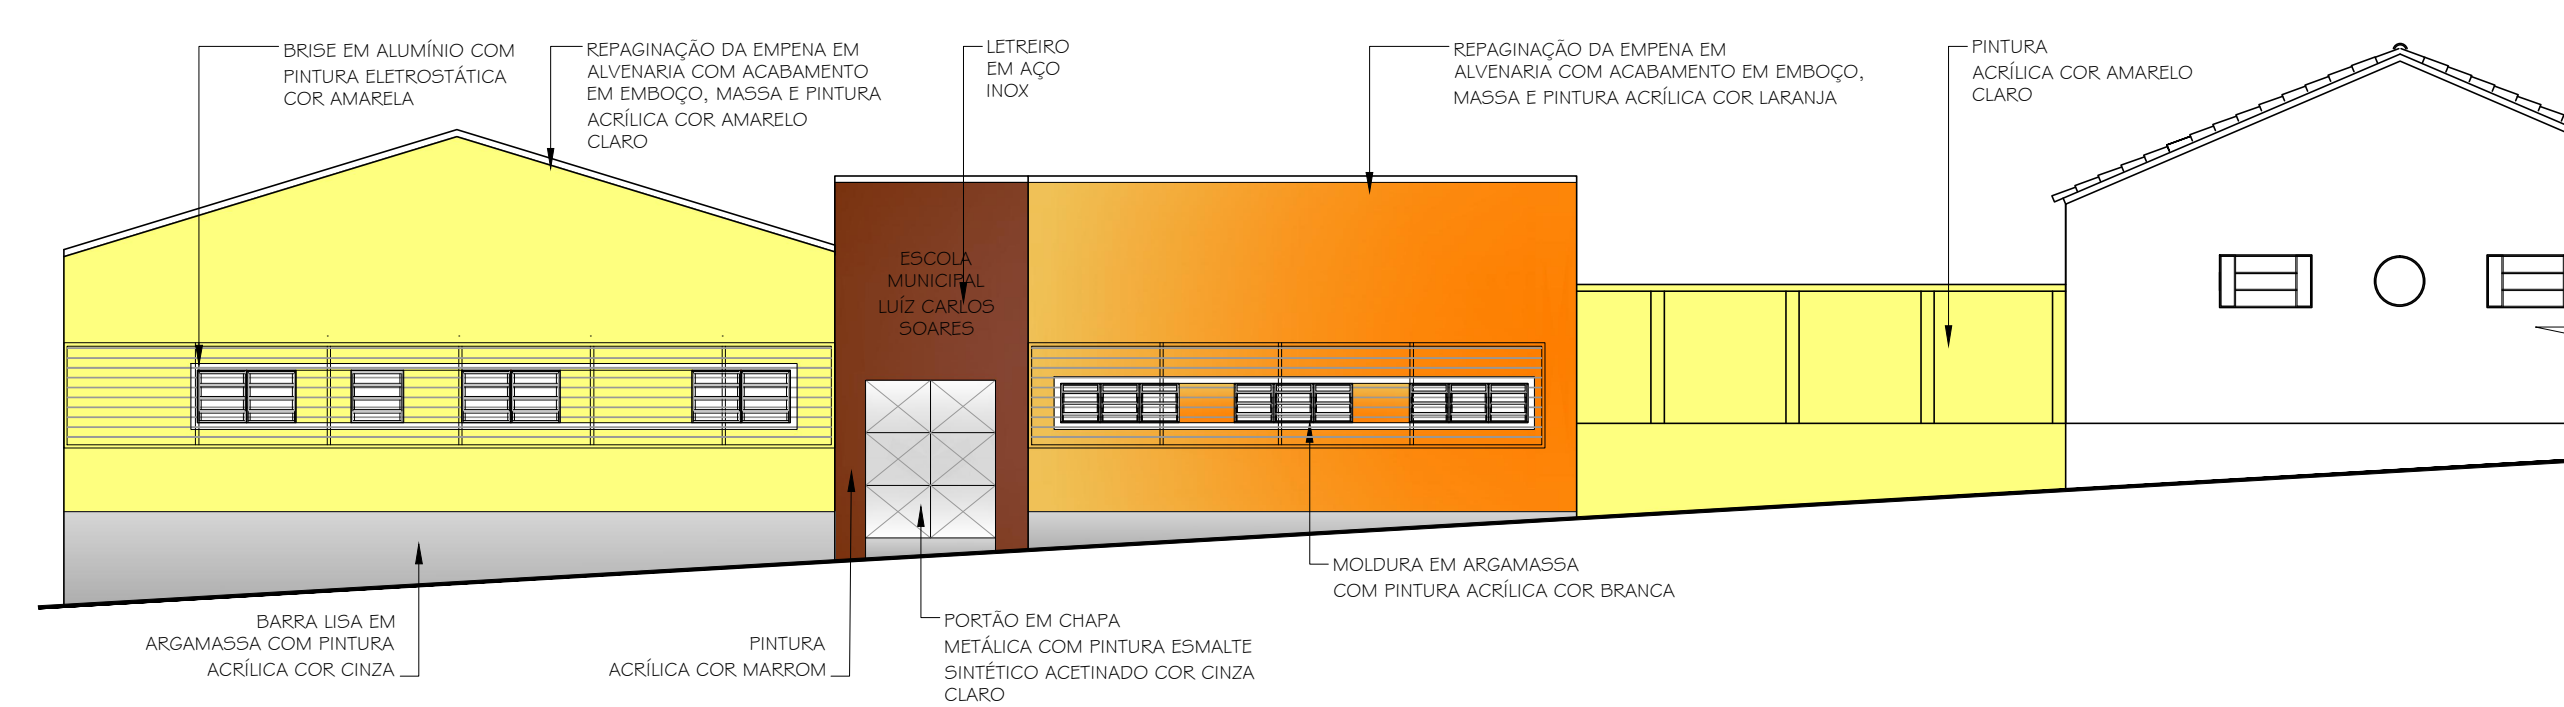 BRISE EM ALUMÍNIO COM
PINTURA ELETROSTÁTICA
COR AMARELA
REPAGINAÇÃO DA EMPENA EM
ALVENARIA COM ACABAMENTO
EM EMBOÇO, MASSA E PINTURA
ACRÍLICA COR AMARELO
CLARO
LETREIRO
EM AÇO
INOX
REPAGINAÇÃO DA EMPENA EM
ALVENARIA COM ACABAMENTO EM EMBOÇO,
MASSA E PINTURA ACRÍLICA COR LARANJA
PINTURA
ACRÍLICA COR AMARELO
CLARO
ESCOLA
MUNICIPAL
LUÍZ CARLOS
SOARES
BARRA LISA EM
ARGAMASSA COM PINTURA
ACRÍLICA COR CINZA
PINTURA
ACRÍLICA COR MARROM
PORTÃO EM CHAPA
METÁLICA COM PINTURA ESMALTE
SINTÉTICO ACETINADO COR CINZA
CLARO
MOLDURA EM ARGAMASSA
COM PINTURA ACRÍLICA COR BRANCA